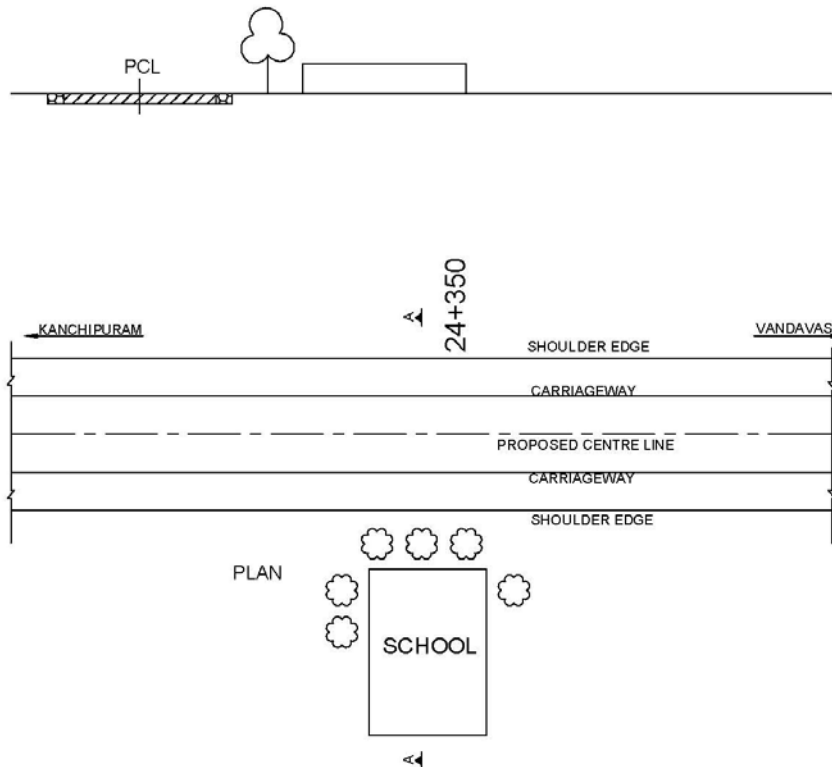 PCL
A
24+350
KANCHIPURAM
VANDAVAS
SHOULDER EDGE
CARRIAGEWAY
PROPOSED CENTRE LINE
CARRIAGEWAY
SHOULDER EDGE
PLAN
SCHOOL
A